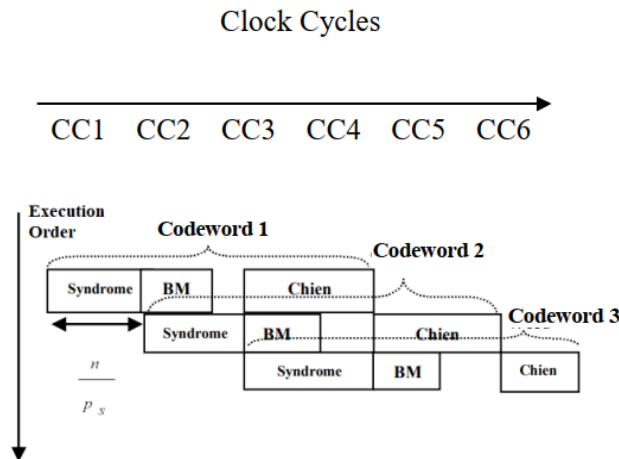 Clock Cycles
CC1 CC2 CC3 CC4 CC5 CC6
Execution
Order
Codeword 1
Codeword 2
Syndrome BM Chien
Codeword 3
Syndrome BM Chien
Syndrome BM Chien
n
p s